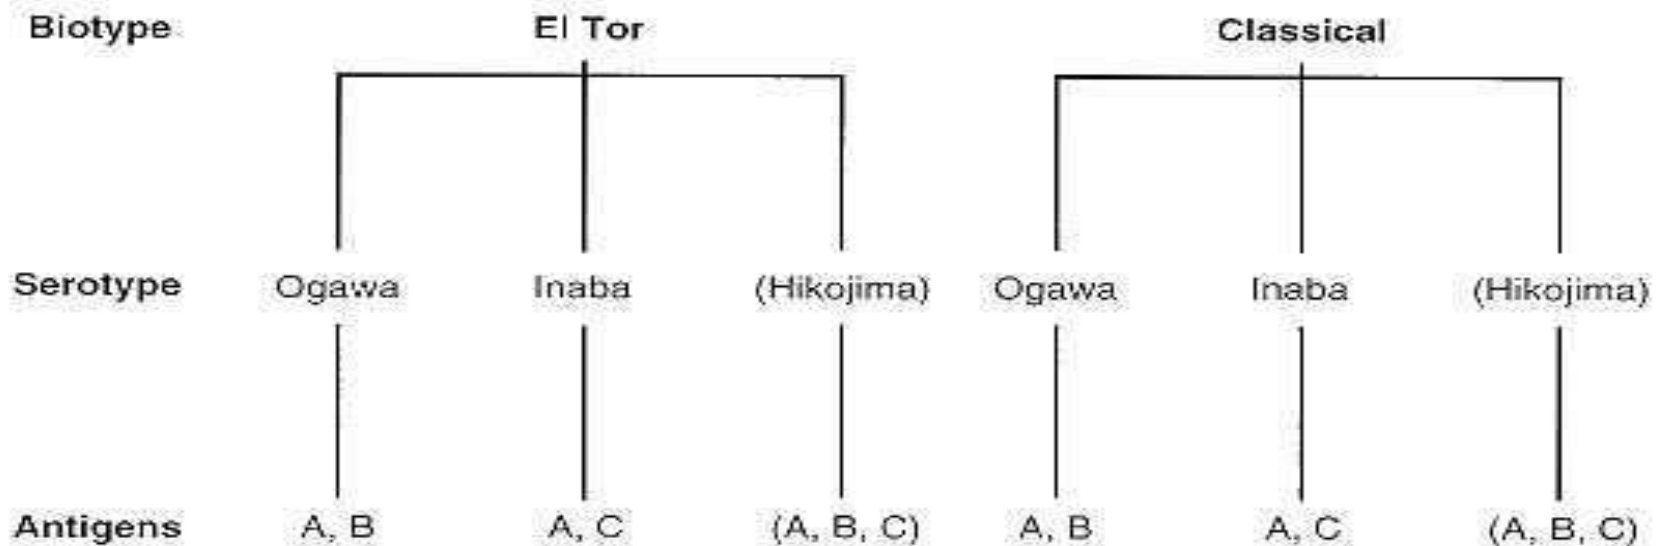 Biotype El Tor Classical
Serotype Ogawa Inaba (Hikojima) Ogawa Inaba (Hikojima)
Antigens A, B A, C (A, B, C) A, B A, C (A, B, C)